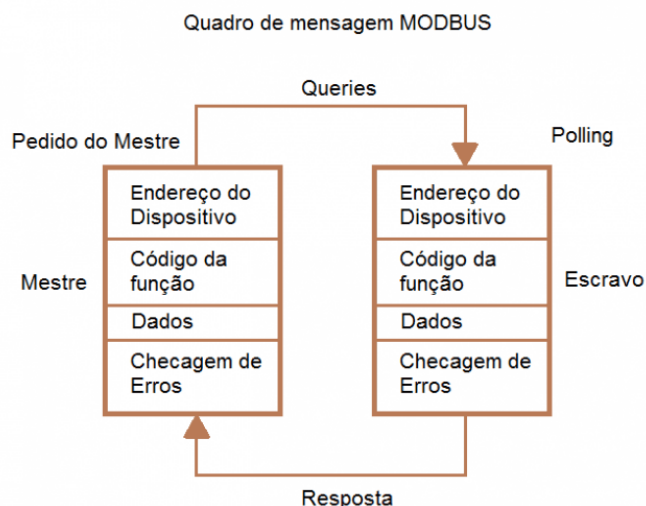 Quadro de mensagem MODBUS
Queries
Pedido do Mestre
Polling
Endereço do
Dispositivo
Código da
função
Dados
Checagem de
Erros
Mestre
Endereço do
Dispositivo
Código da
função
Dados
Checagem de
Erros
Escravo
Resposta